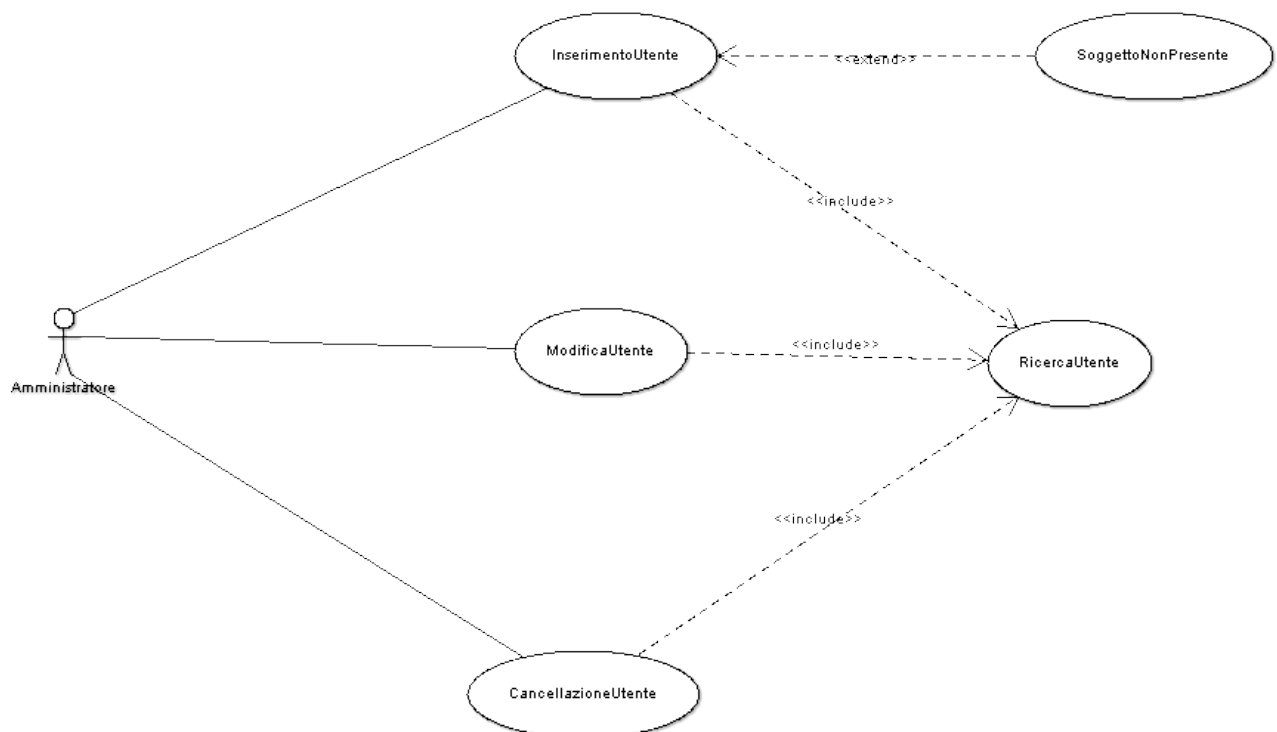 InserimentoUtente
<<extend>>
SoggettoNonPresente
<<include>>
Amministratore
ModificaUtente
<<include>>
RicercaUtente
<<include>>
CancellazioneUtente